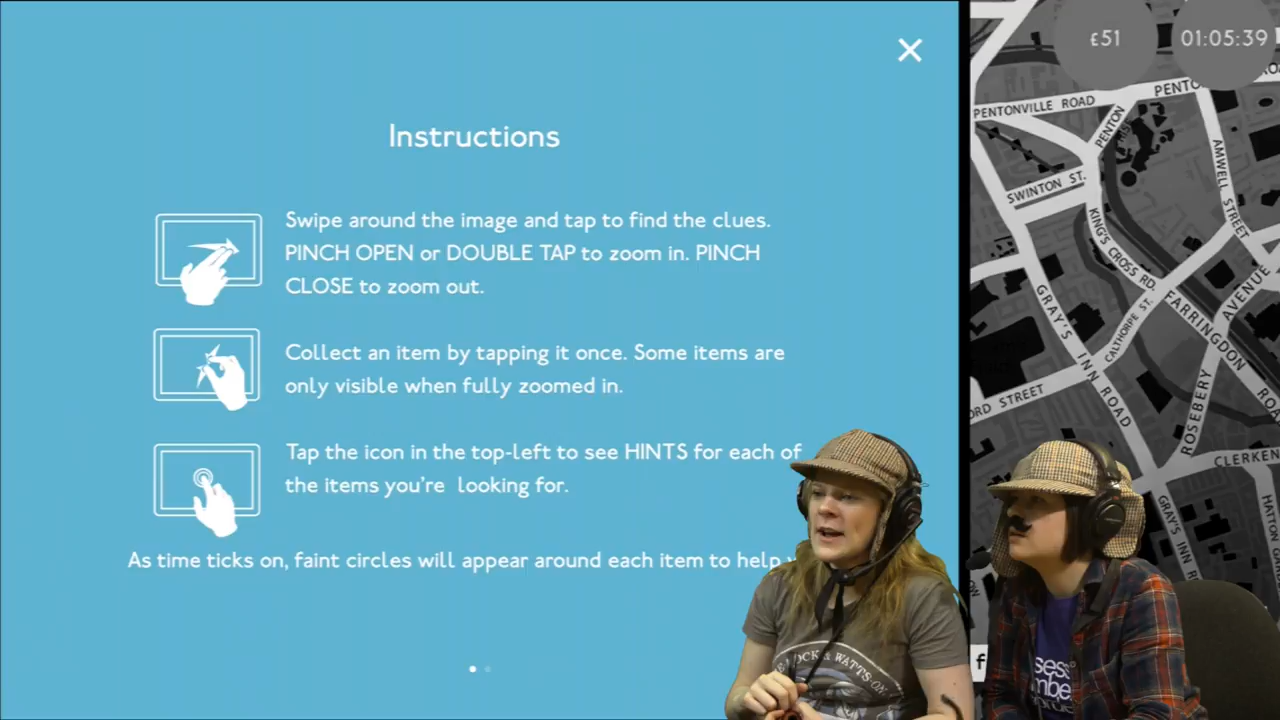 £51
01:05:39
Instructions
Swipe around the image and tap to find the clues.
PINCH OPEN or DOUBLE TAP to zoom in. PINCH
CLOSE to zoom out.
Collect an item by tapping it once. Some items are
only visible when fully zoomed in.
Tap the icon in the top-left to see HINTS for each of
the items you're looking for.
As time ticks on, faint circles will appear around each item to help
PENTONVILLE ROAD
PENTON
SWINTON ST.
AMWELL STREET
KING'S CROSS RD.
CALTHORPE ST.
FARRINGDON
AVENUE
GRAY'S INN ROAD
ROSEBERY
CLERKEN
HATTON
GRAY'S INN R
ORD STREET
OCK & WATTS-ON